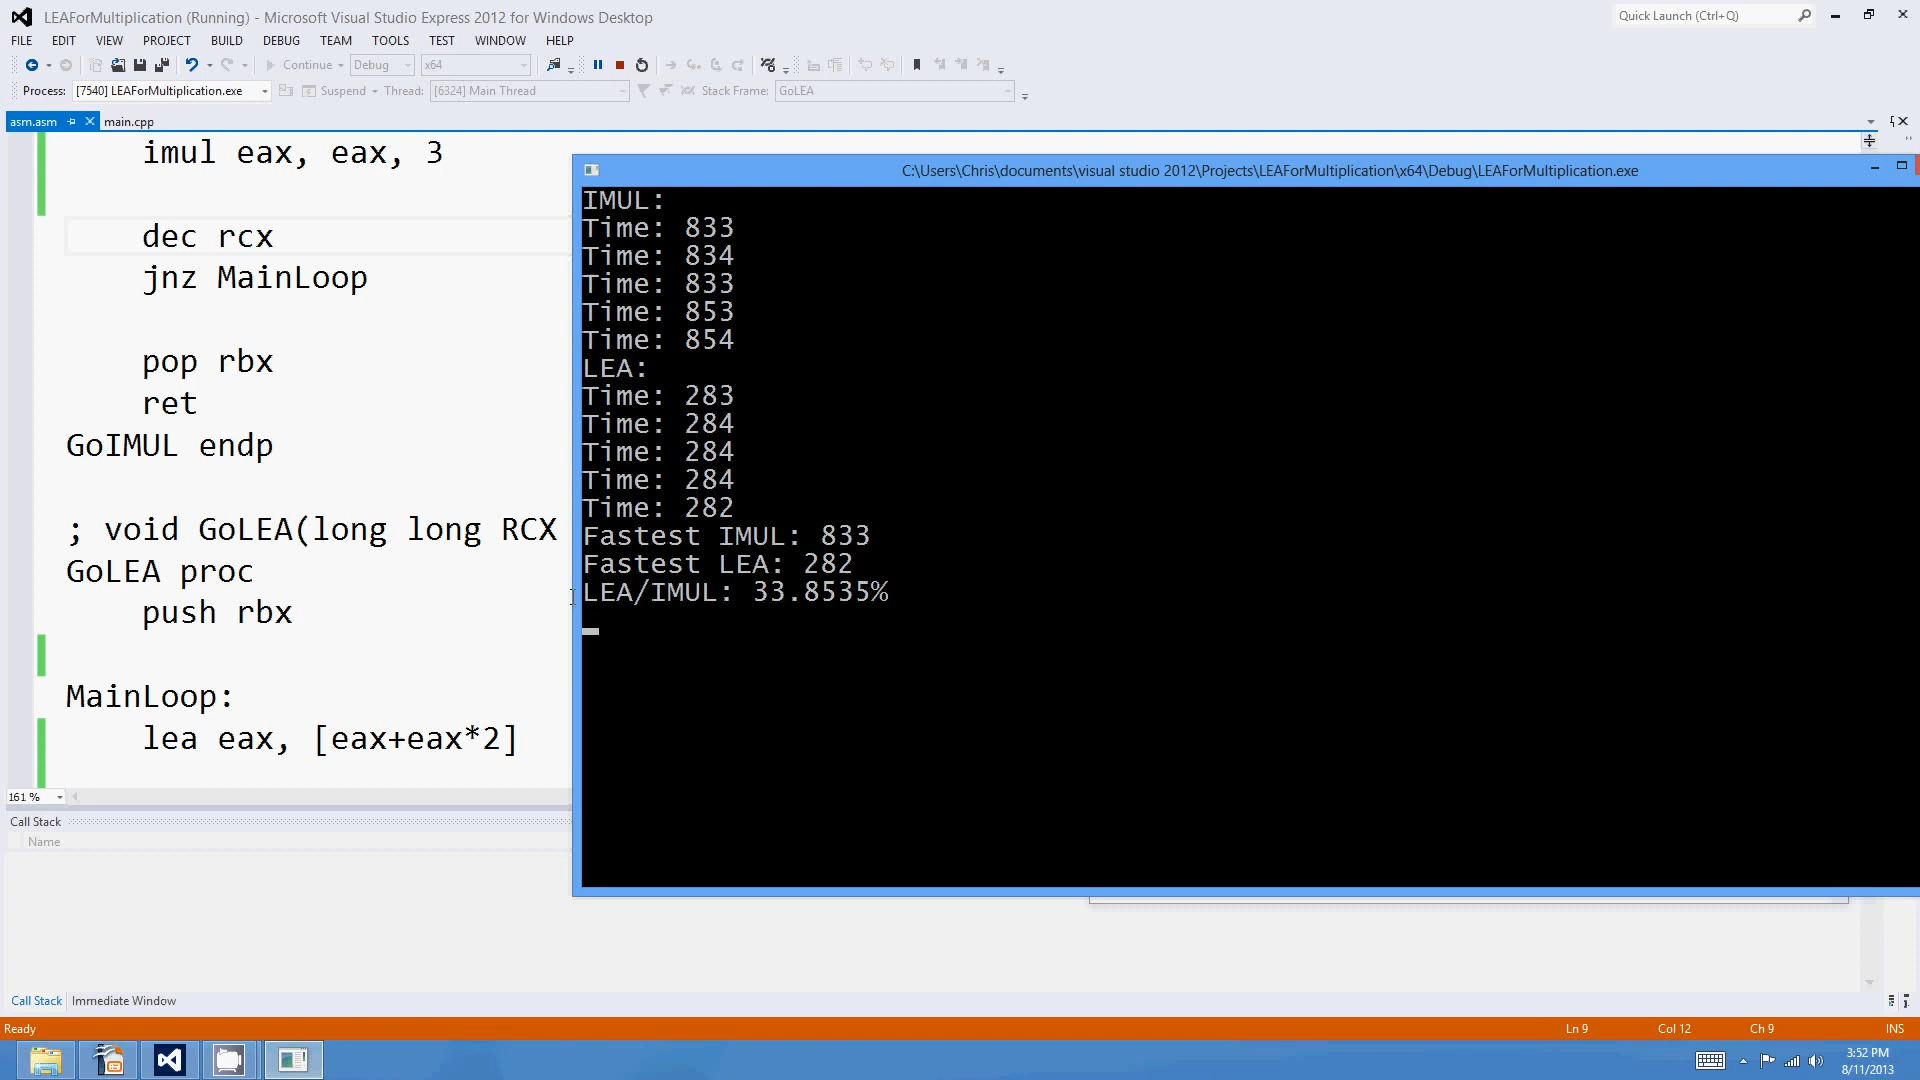 LEAForMultiplication (Running) - Microsoft Visual Studio Express 2012 for Windows Desktop
Quick Launch (Ctrl+Q)
FILE EDIT VIEW PROJECT BUILD DEBUG TEAM TOOLS TEST WINDOW HELP
Continue Debug x64
Process: [7540] LEAForMultiplication.exe Suspend Thread: [6324] Main Thread Stack Frame: GoLEA
asm.asm main.cpp
imul eax, eax, 3
dec rcx
jnz MainLoop
pop rbx
ret
GoIMUL endp
; void GoLEA(long long RCX
GoLEA proc
push rbx
MainLoop:
lea eax, [eax+eax*2]
161 %
C:\Users\Chris\documents\visual studio 2012\Projects\LEAForMultiplication\x64\Debug\LEAForMultiplication.exe
IMUL:
Time: 833
Time: 834
Time: 833
Time: 853
Time: 854
LEA:
Time: 283
Time: 284
Time: 284
Time: 284
Time: 282
Fastest IMUL: 833
Fastest LEA: 282
LEA/IMUL: 33.8535%
Call Stack
Name
Call Stack Immediate Window
Ready Ln 9 Col 12 Ch 9 INS
3:52 PM
8/11/2013